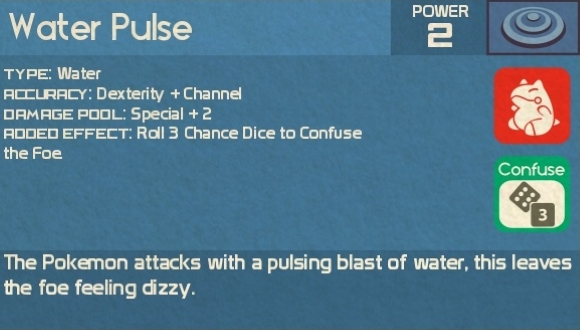 Water Pulse
POWER
2
TYPE: Water
ACCURACY: Dexterity + Channel
DAMAGE POOL: Special + 2
ADDED EFFECT: Roll 3 Chance Dice to Confuse
the Foe.
Confuse
3
The Pokemon attacks with a pulsing blast of water, this leaves
the foe feeling dizzy.